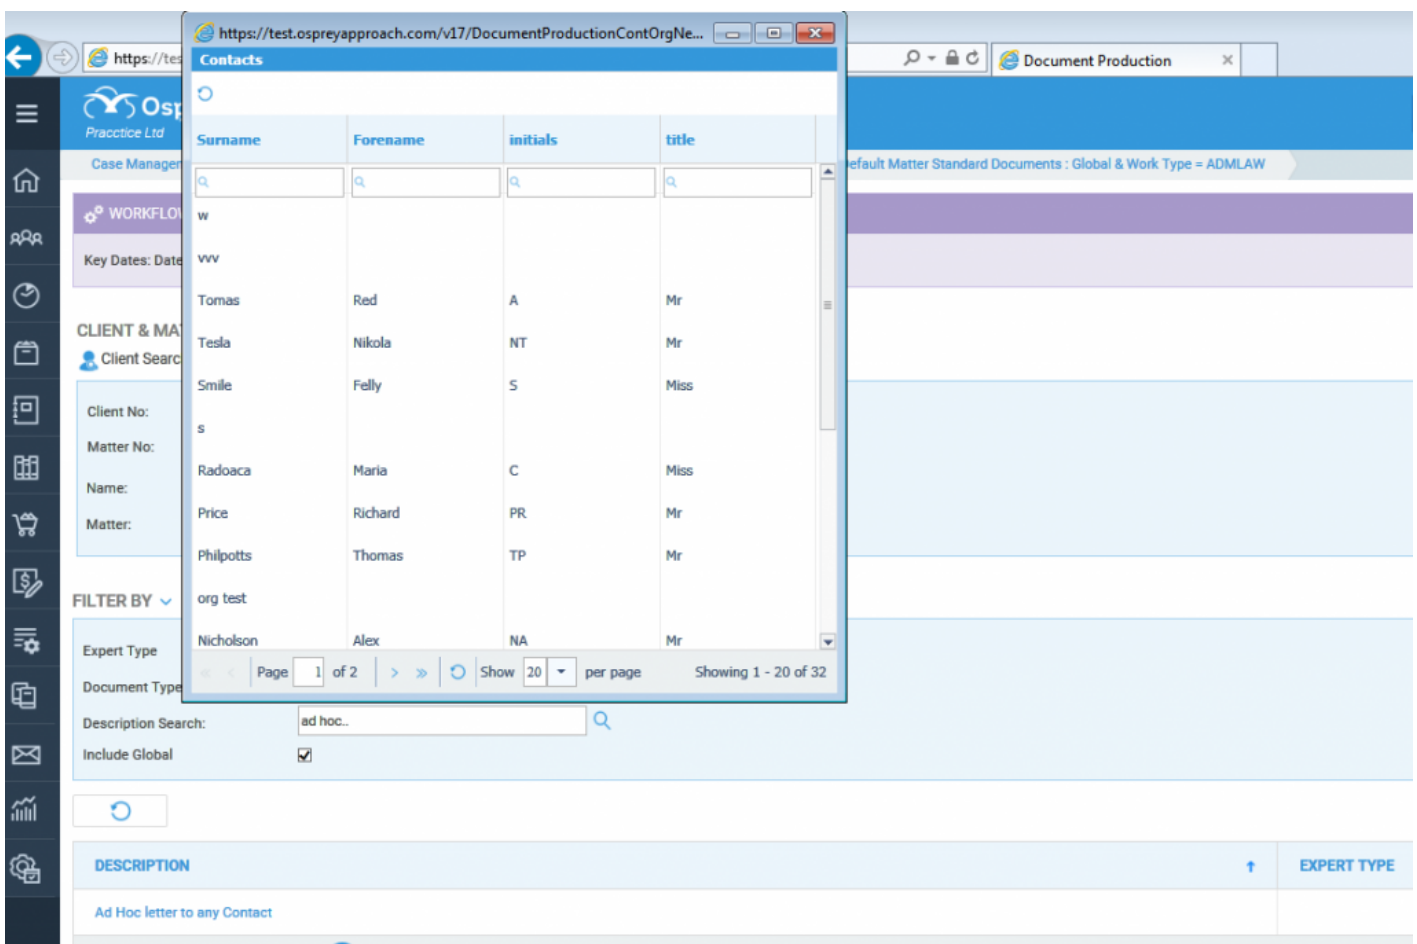 https://test.ospreyapproach.com/v17/DocumentProductionContOrgNe...
https://tes
Document Production
Contacts
Osp
Pracctice Ltd
Surname Forename initials title
Case Manager
efault Matter Standard Documents : Global & Work Type = ADMLAW
WORKFLO
w
Key Dates: Date
vvv
Tomas Red A Mr
CLIENT & MA
Tesla Nikola NT Mr
Client Searc
Smile Felly S Miss
Client No:
s
Matter No:
Radoaca Maria C Miss
Name:
Price Richard PR Mr
Matter:
Philpotts Thomas TP Mr
FILTER BY
org test
Nicholson Alex NA Mr
Expert Type
Page 1 of 2 Show 20 per page Showing 1 - 20 of 32
Document Type
Description Search: ad hoc..
Include Global
DESCRIPTION EXPERT TYPE
Ad Hoc letter to any Contact